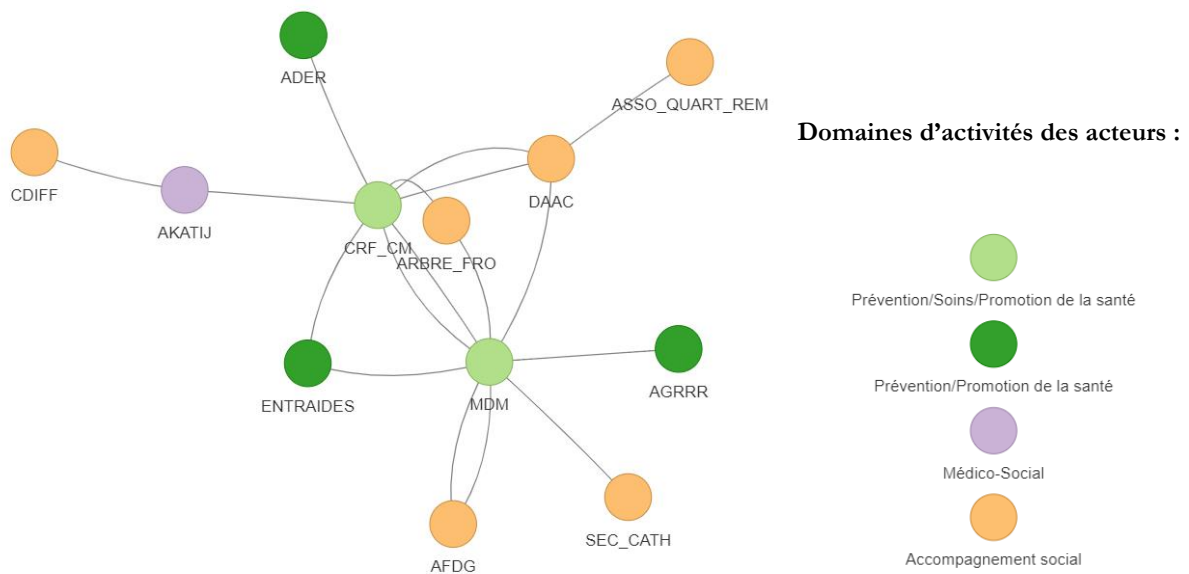 ADER
ASSO_QUART_REM
Domaines d'activités des acteurs :
CDIFF
AKATIJ
DAAC
CRF_CM
ARBRE_FRO
Prévention/Soins/Promotion de la santé
ENTRAIDES
MDM
AGRRR
Prévention/Promotion de la santé
Médico-Social
SEC_CATH
AFDG
Accompagnement social